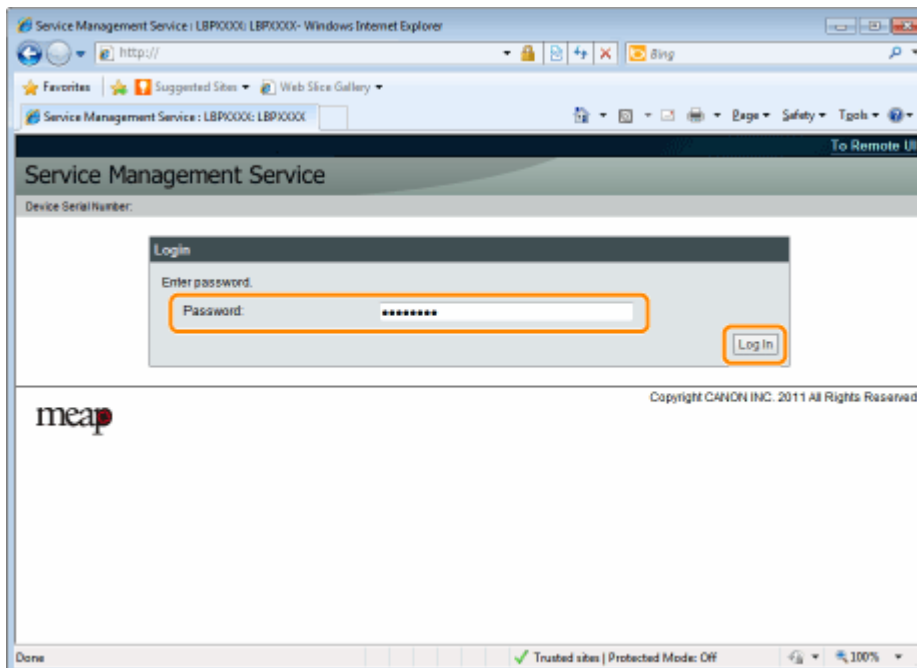 Service Management Service : LBPXXXX: LBPXXXX- Windows Internet Explorer
http://
Bing
Favorites Suggested Sites Web Slice Gallery
Service Management Service : LBPXXXX: LBPXXXX Page Safety Tools
To Remote UI
Service Management Service
Device Serial Number:
Login
Enter password.
Password: ••••••••
Log In
Copyright CANON INC. 2011 All Rights Reserved
meap
Done Trusted sites | Protected Mode: Off 100%